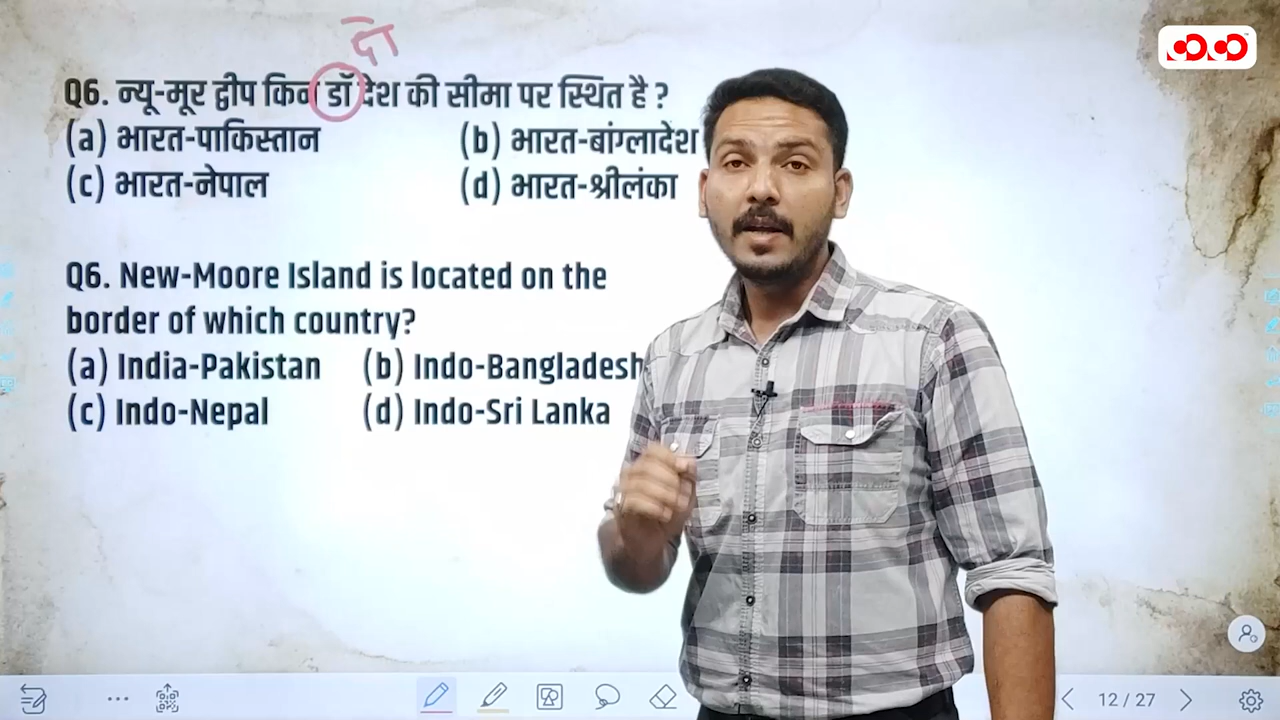 दो
Q6. न्यू-मूर द्वीप किन डॉ देश की सीमा पर स्थित है ?
(a) भारत-पाकिस्तान (b) भारत-बांग्लादेश
(c) भारत-नेपाल (d) भारत-श्रीलंका
Q6. New-Moore Island is located on the
border of which country?
(a) India-Pakistan (b) Indo-Bangladesh
(c) Indo-Nepal (d) Indo-Sri Lanka
12 / 27